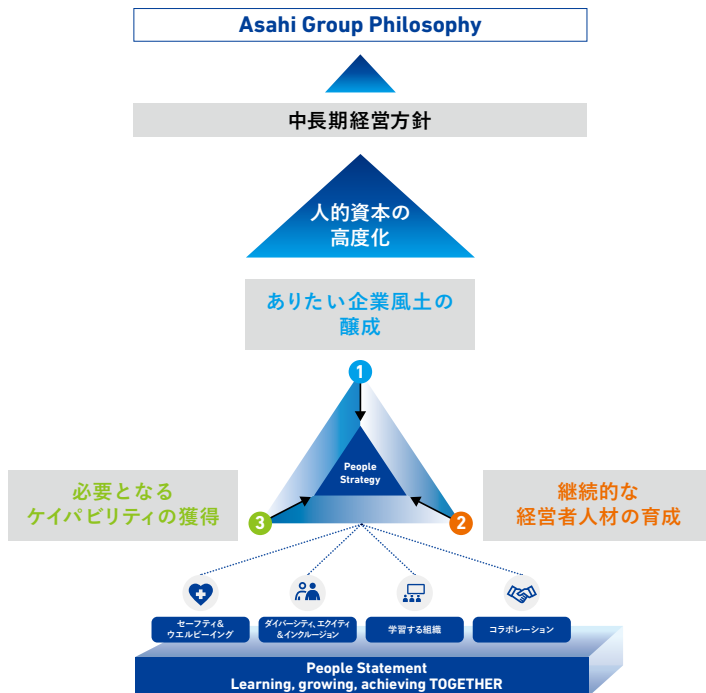 Asahi Group Philosophy
中長期経営方針
人的資本の
高度化
ありたい企業風土の
醸成
1
People
Strategy
必要となる
ケイパビリティの獲得
3
2
継続的な
経営者人材の育成
セーフティ&
ウエルビーイング
ダイバーシティ、エクイティ
&インクルージョン
学習する組織
コラボレーション
People Statement
Learning, growing, achieving TOGETHER